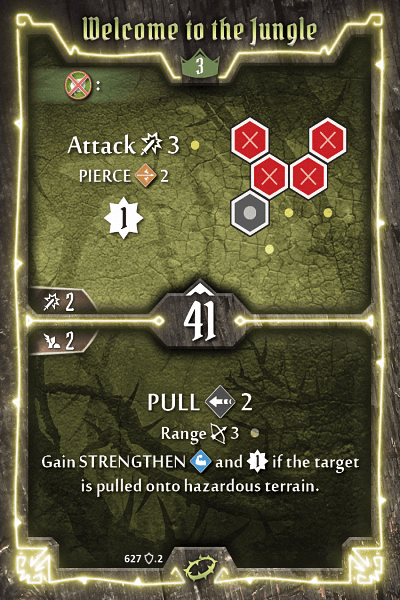 Welcome to the Jungle
3
:
Attack 3
PIERCE 2
1
2
41
2
PULL 2
Range 3
Gain STRENGTHEN and 1 if the target
is pulled onto hazardous terrain.
627 .2